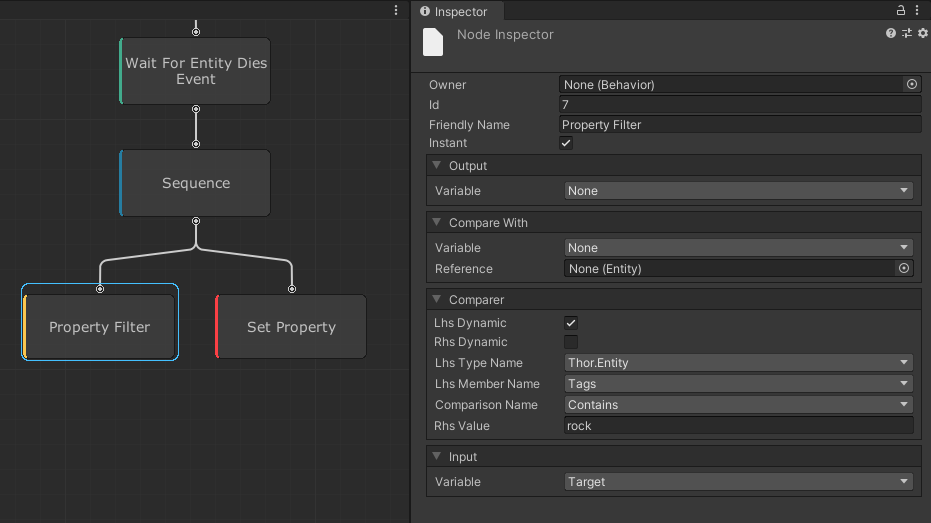 Wait For Entity Dies
Event
Sequence
Property Filter
Set Property
Inspector
Node Inspector
Owner None (Behavior)
Id 7
Friendly Name Property Filter
Instant
Output
Variable None
Compare With
Variable None
Reference None (Entity)
Comparer
Lhs Dynamic
Rhs Dynamic
Lhs Type Name Thor.Entity
Lhs Member Name Tags
Comparison Name Contains
Rhs Value rock
Input
Variable Target